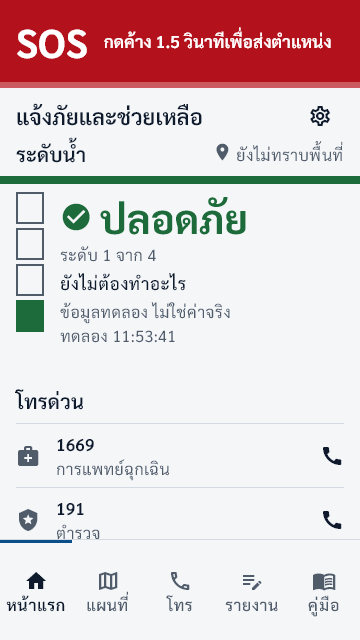 SOS กดค้าง 1.5 วินาทีเพื่อส่งตำแหน่ง
แจ้งภัยและช่วยเหลือ
ระดับน้ำ ยังไม่ทราบพื้นที่
ปลอดภัย
ระดับ 1 จาก 4
ยังไม่ต้องทำอะไร
ข้อมูลทดลอง ไม่ใช่ค่าจริง
ทดลอง 11:53:41
โทรด่วน
1669
การแพทย์ฉุกเฉิน
191
ตำรวจ
หน้าแรก แผนที่ โทร รายงาน คู่มือ